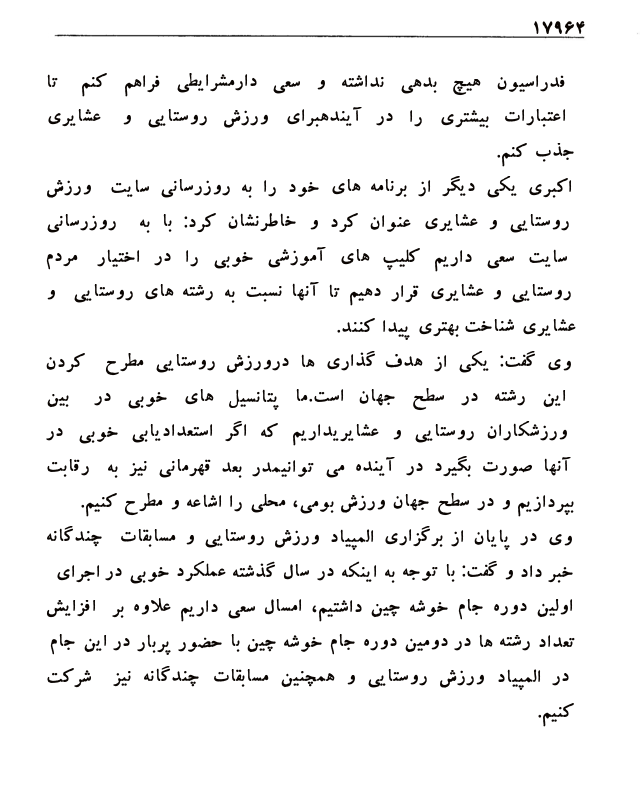 ۱۷۹۶۴
فدراسیون هیچ بدهی نداشته و سعی دارمشرایطی فراهم کنم تا
اعتبارات بیشتری را در آیندهبرای ورزش روستایی و عشایری
جذب کنم.
اکبری یکی دیگر از برنامه های خود را به روزرسانی سایت ورزش
روستایی و عشایری عنوان کرد و خاطرنشان کرد: با به روزرسانی
سایت سعی داریم کلیپ های آموزشی خوبی را در اختیار مردم
روستایی و عشایری قرار دهیم تا آنها نسبت به رشته های روستایی و
عشایری شناخت بهتری پیدا کنند.
وی گفت: یکی از هدف گذاری ها درورزش روستایی مطرح کردن
این رشته در سطح جهان است.ما پتانسیل های خوبی در بین
ورزشکاران روستایی و عشایریداریم که اگر استعدادیابی خوبی در
آنها صورت بگیرد در آینده می توانیمدر بعد قهرمانی نیز به رقابت
بپردازیم و در سطح جهان ورزش بومی، محلی را اشاعه و مطرح کنیم.
وی در پایان از برگزاری المپیاد ورزش روستایی و مسابقات چندگانه
خبر داد و گفت: با توجه به اینکه در سال گذشته عملکرد خوبی در اجرای
اولین دوره جام خوشه چین داشتیم، امسال سعی داریم علاوه بر افزایش
تعداد رشته ها در دومین دوره جام خوشه چین با حضور پربار در این جام
در المپیاد ورزش روستایی و همچنین مسابقات چندگانه نیز شرکت
کنیم.